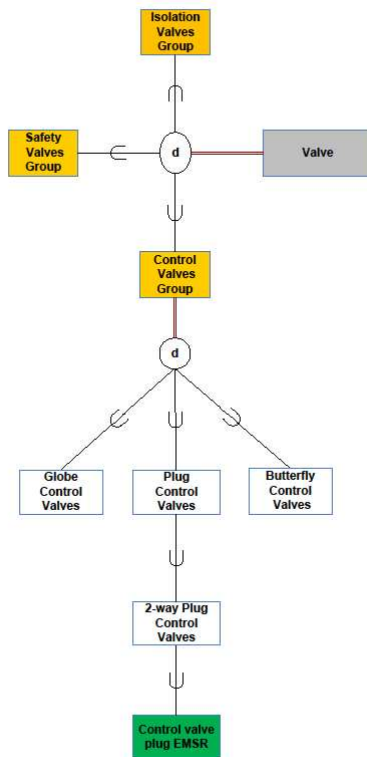 Isolation
Valves
Group
Safety
Valves
Group
d
Valve
Control
Valves
Group
d
Globe
Control
Valves
Plug
Control
Valves
Butterfly
Control
Valves
2-way Plug
Control
Valves
Control valve
plug EMSR